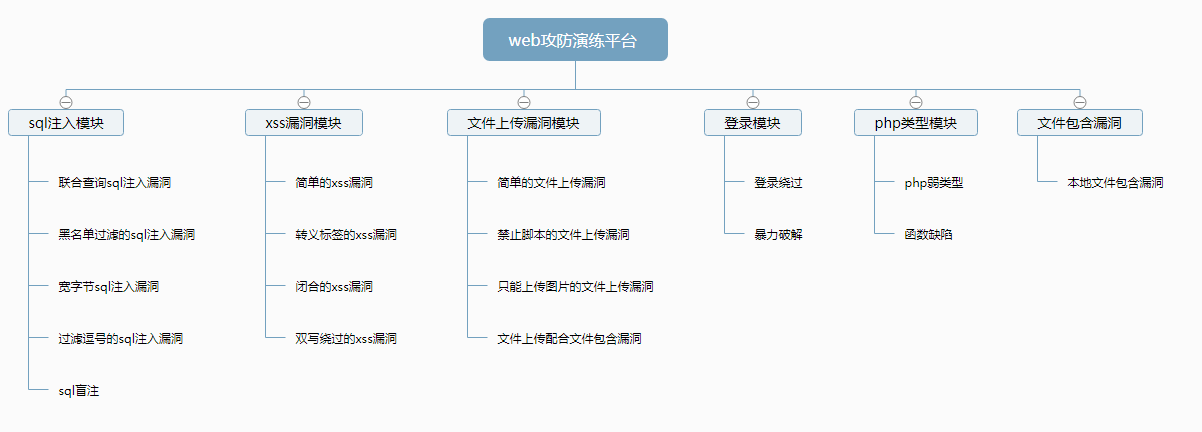 web攻防演练平台
sql注入模块
联合查询sql注入漏洞
黑名单过滤的sql注入漏洞
宽字节sql注入漏洞
过滤逗号的sql注入漏洞
sql盲注
xss漏洞模块
简单的xss漏洞
转义标签的xss漏洞
闭合的xss漏洞
双写绕过的xss漏洞
文件上传漏洞模块
简单的文件上传漏洞
禁止脚本的文件上传漏洞
只能上传图片的文件上传漏洞
文件上传配合文件包含漏洞
登录模块
登录绕过
暴力破解
php类型模块
php弱类型
函数缺陷
文件包含漏洞
本地文件包含漏洞